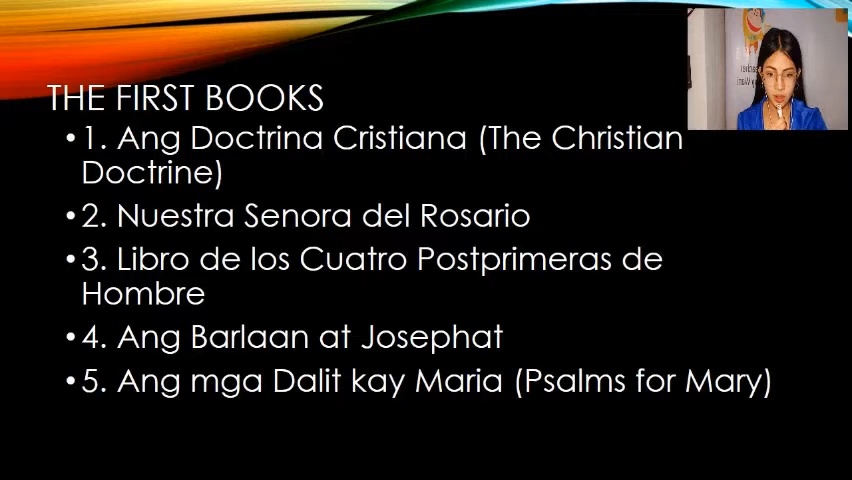 THE FIRST BOOKS
• 1. Ang Doctrina Cristiana (The Christian
Doctrine)
• 2. Nuestra Senora del Rosario
• 3. Libro de los Cuatro Postprimeras de
Hombre
• 4. Ang Barlaan at Josephat
• 5. Ang mga Dalit kay Maria (Psalms for Mary)